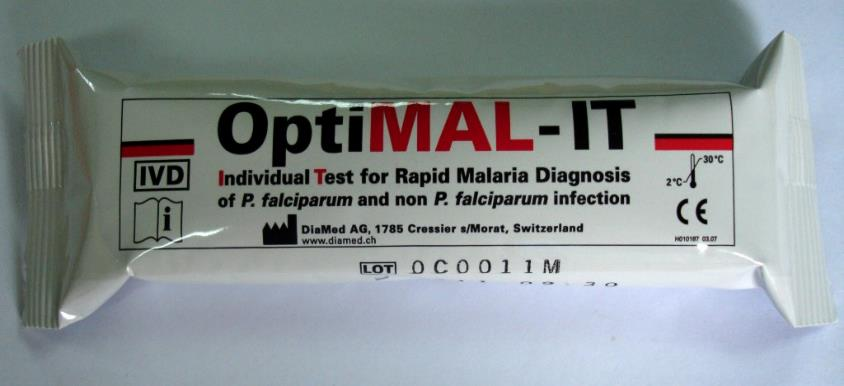 OptiMAL-IT
IVD
Individual Test for Rapid Malaria Diagnosis
of P. falciparum and non P. falciparum infection
30°C
2°C
i
CE
DiaMed AG, 1785 Cressier s/Morat, Switzerland
www.diamed.ch
H010187 03.07
LOT 0C0011M